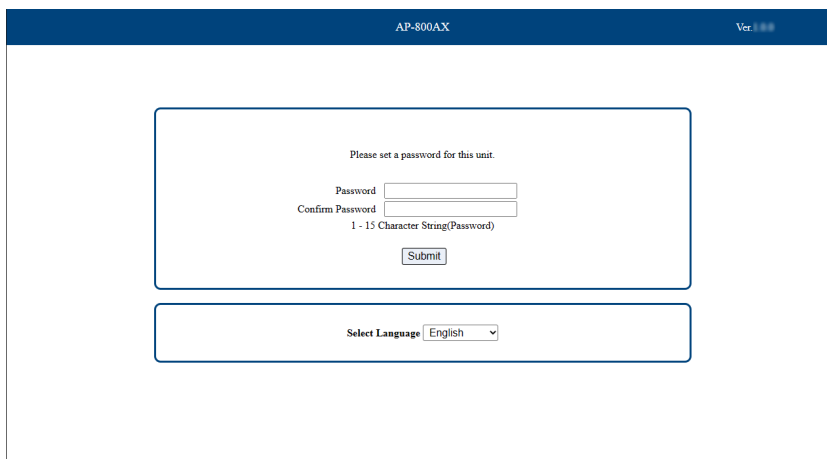 AP-800AX
Ver.
Please set a password for this unit.
Password
Confirm Password
1 - 15 Character String(Password)
Submit
Select Language English